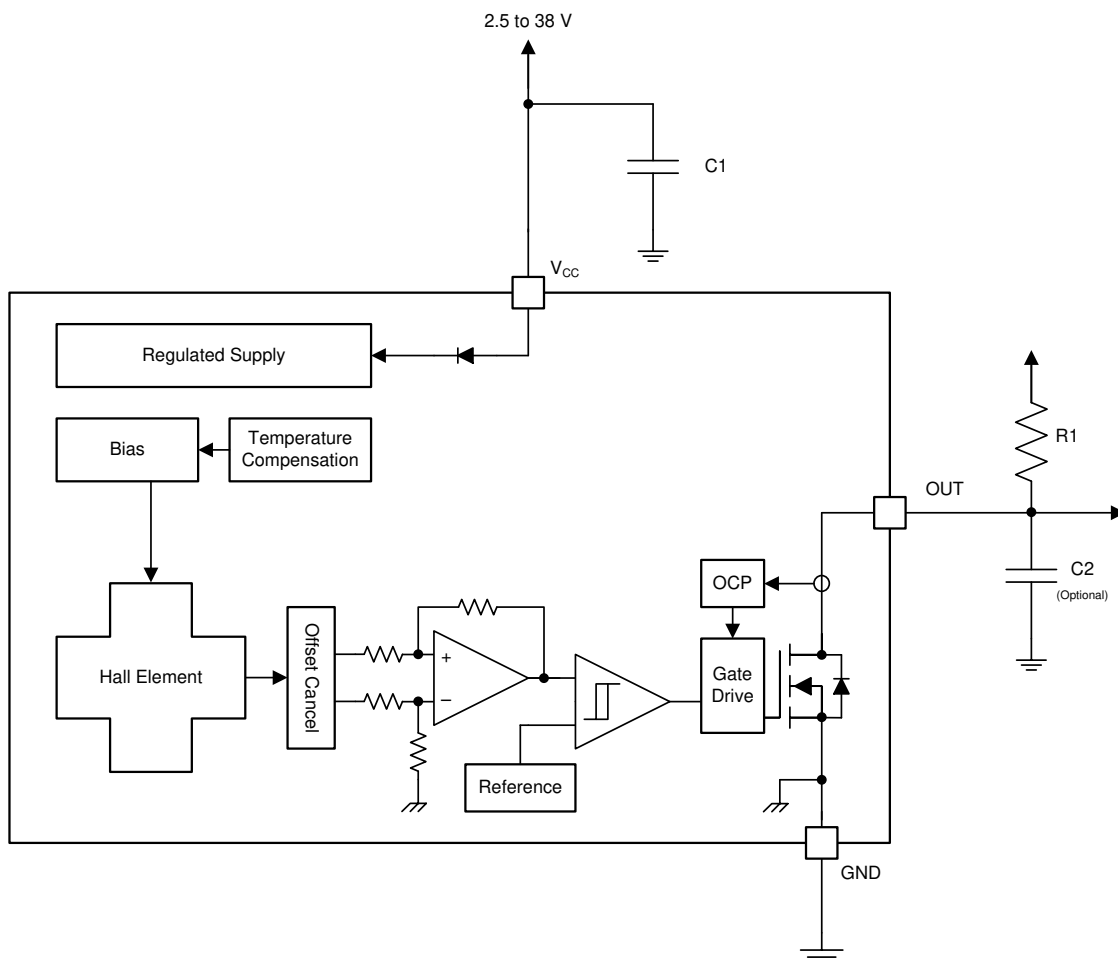 2.5 to 38 V
C1
VCC
Regulated Supply
Bias
Temperature
Compensation
R1
OUT
OCP
C2
(Optional)
Hall Element
Offset Cancel
+
–
Gate
Drive
Reference
GND